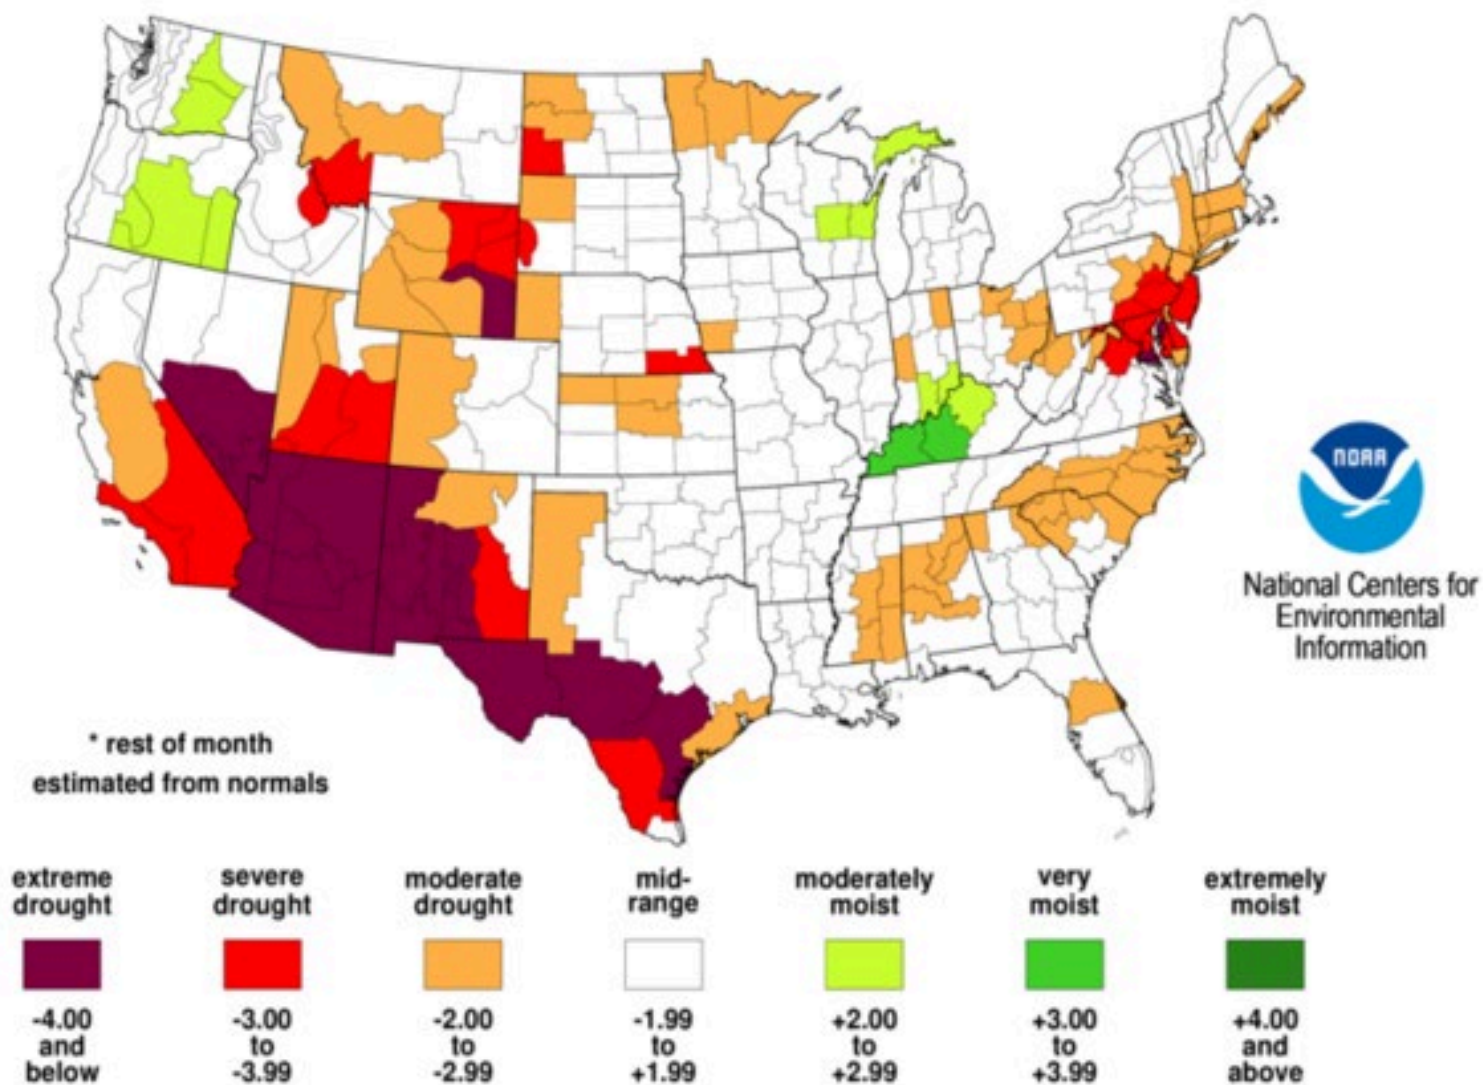 NOAA
National Centers for
Environmental
Information
* rest of month
estimated from normals
extreme
drought
severe
drought
moderate
drought
mid-
range
moderately
moist
very
moist
extremely
moist
-4.00
and
below
-3.00
to
-3.99
-2.00
to
-2.99
-1.99
to
+1.99
+2.00
to
+2.99
+3.00
to
+3.99
+4.00
and
above